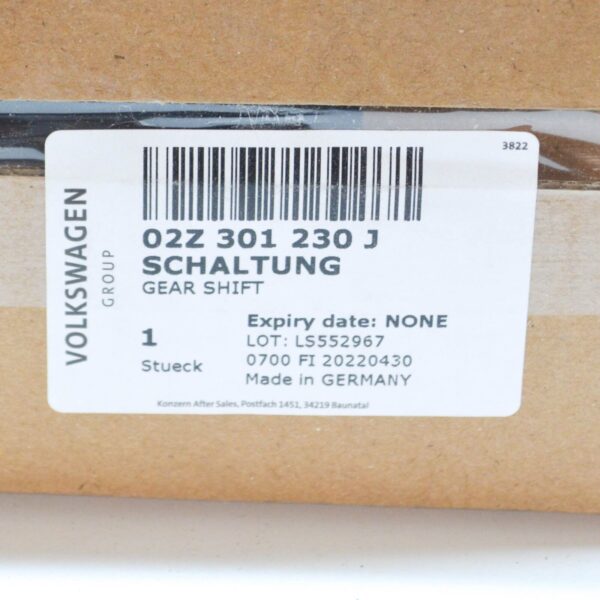 3822
VOLKSWAGEN
GROUP
02Z 301 230 J
SCHALTUNG
GEAR SHIFT
1
Stueck
Expiry date: NONE
LOT: LS552967
0700 FI 20220430
Made in GERMANY
Konzern After Sales, Postfach 1451, 34219 Baunatal